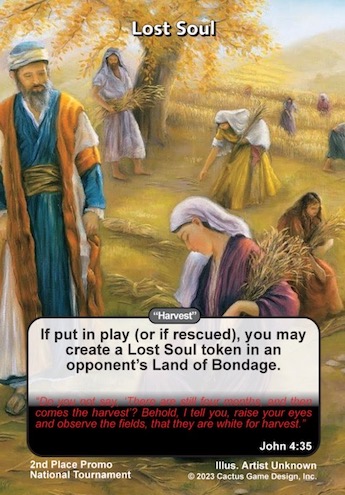 Lost Soul
"Harvest"
If put in play (or if rescued), you may
create a Lost Soul token in an
opponent's Land of Bondage.
"Do you not say, 'There are still four months, and then
comes the harvest'? Behold, I tell you, raise your eyes
and observe the fields, that they are white for harvest."
John 4:35
2nd Place Promo
National Tournament
Illus. Artist Unknown
© 2023 Cactus Game Design, Inc.